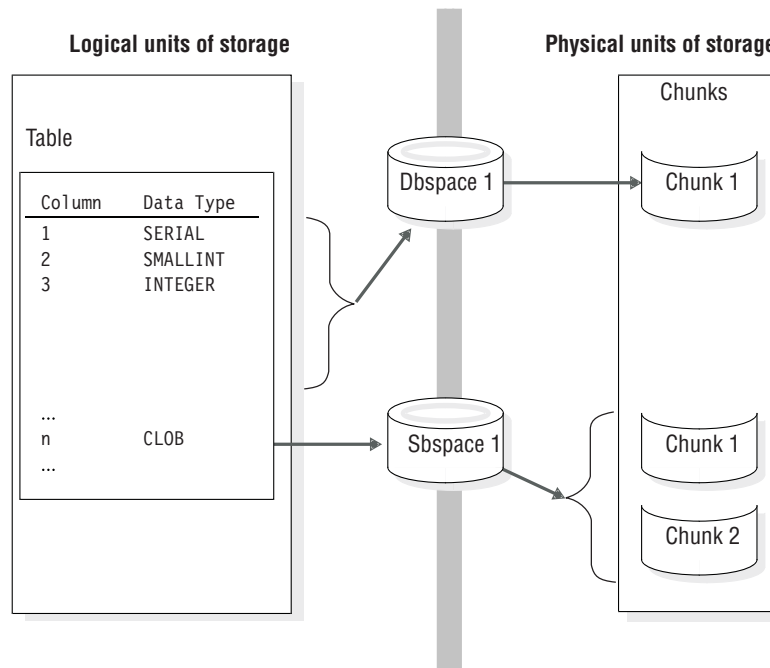 Logical units of storage
Physical units of storage
Chunks
Table
Dbspace 1
Chunk 1
Column Data Type
1 SERIAL
2 SMALLINT
3 INTEGER
...
n CLOB
...
Sbspace 1
Chunk 1
Chunk 2